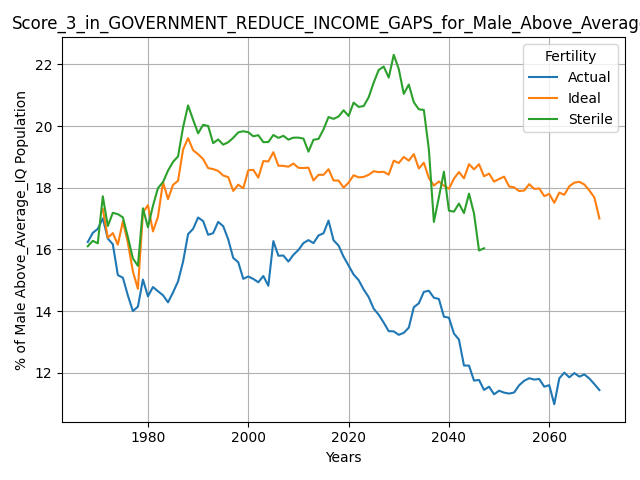 Score_3_in_GOVERNMENT_REDUCE_INCOME_GAPS_for_Male_Above_Average
22
20
18
16
14
12
% of Male Above_Average_IQ Population
Fertility
Actual
Ideal
Sterile
1980
2000
2020
2040
2060
Years